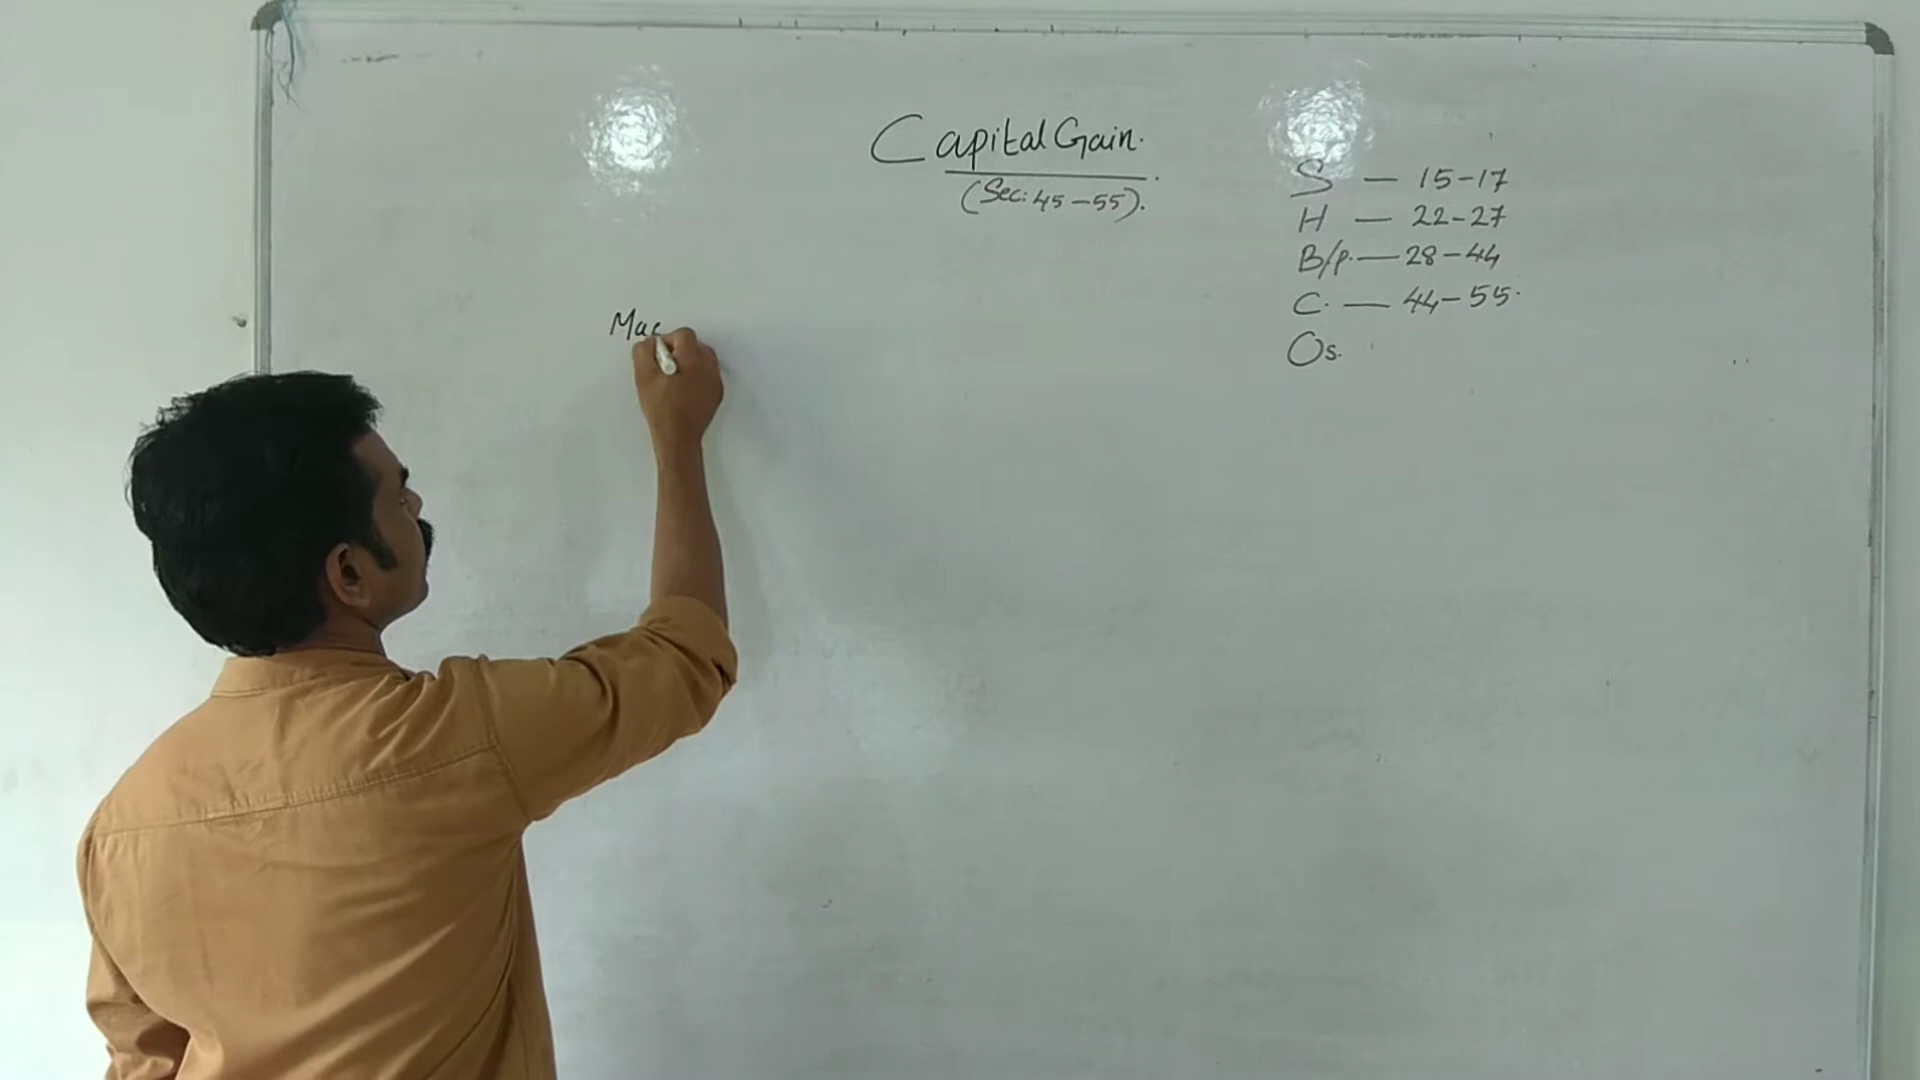 Capital Gain.
(Sec: 45-55).
S — 15-17
H — 22-27
B/P. — 28-44
C. — 44-55.
Os.
Mac